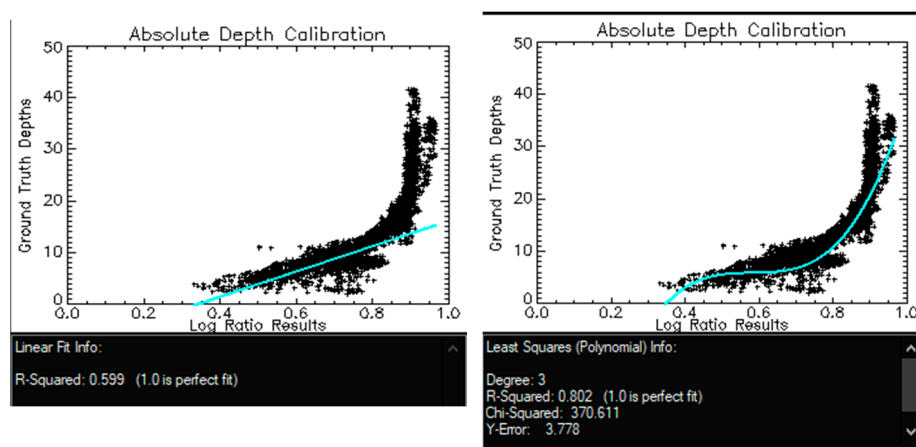 Absolute Depth Calibration
50
40
30
20
10
0
Ground Truth Depths
0.0 0.2 0.4 0.6 0.8 1.0
Log Ratio Results
Linear Fit Info:
R-Squared: 0.599 (1.0 is perfect fit)
Absolute Depth Calibration
50
40
30
20
10
0
Ground Truth Depths
0.0 0.2 0.4 0.6 0.8 1.0
Log Ratio Results
Least Squares (Polynomial) Info:
Degree: 3
R-Squared: 0.802 (1.0 is perfect fit)
Chi-Squared: 370.611
Y-Error: 3.778